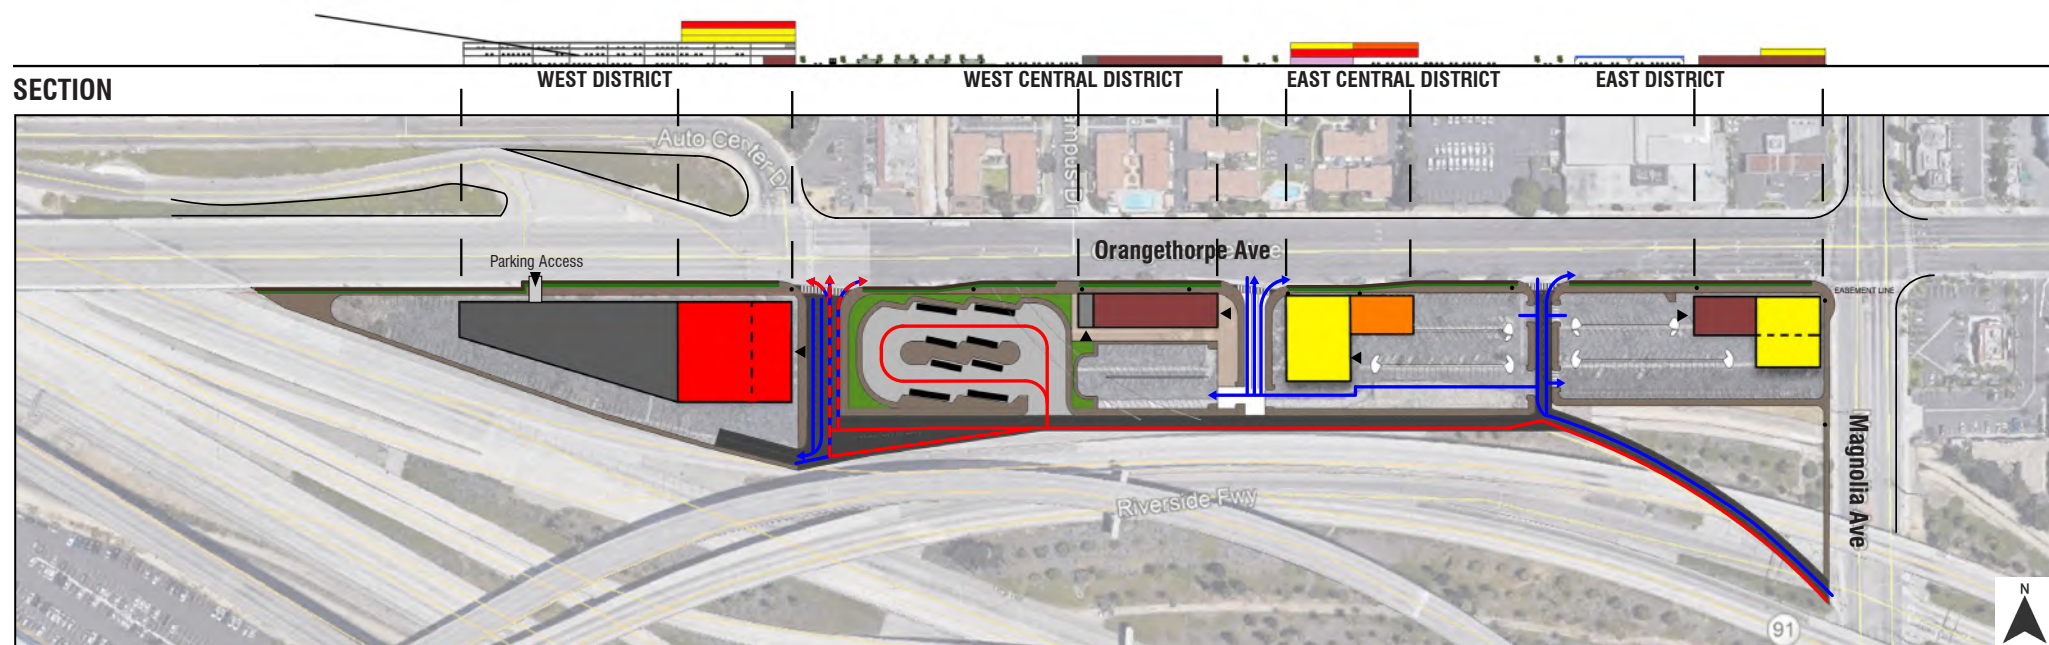 WEST DISTRICT
WEST CENTRAL DISTRICT
EAST CENTRAL DISTRICT
EAST DISTRICT
SECTION
Auto Center Dr
Orangethorpe Ave
Parking Access
EASEMENT LINE
Magnolia Ave
Riverside Fwy
91
N